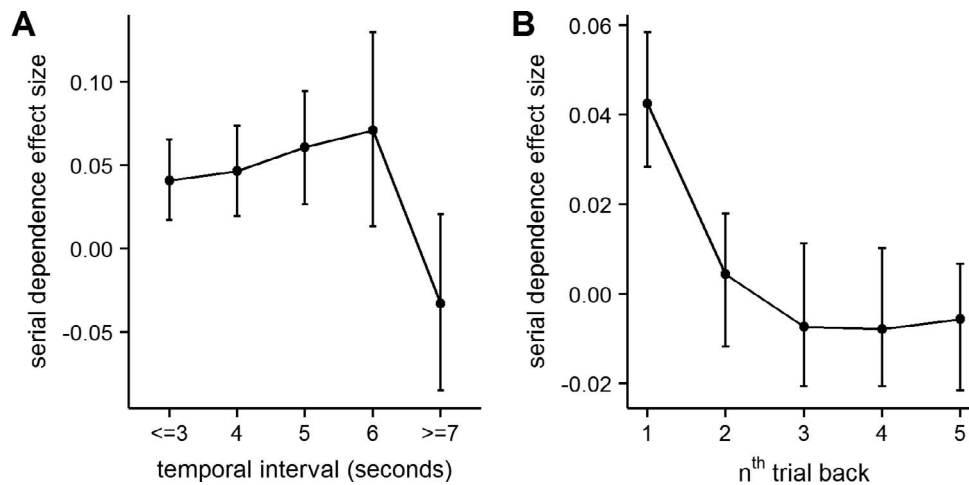 A
serial dependence effect size
0.10
0.05
0.00
-0.05
<=3 4 5 6 >=7
temporal interval (seconds)
B
serial dependence effect size
0.06
0.04
0.02
0.00
-0.02
1 2 3 4 5
nth trial back